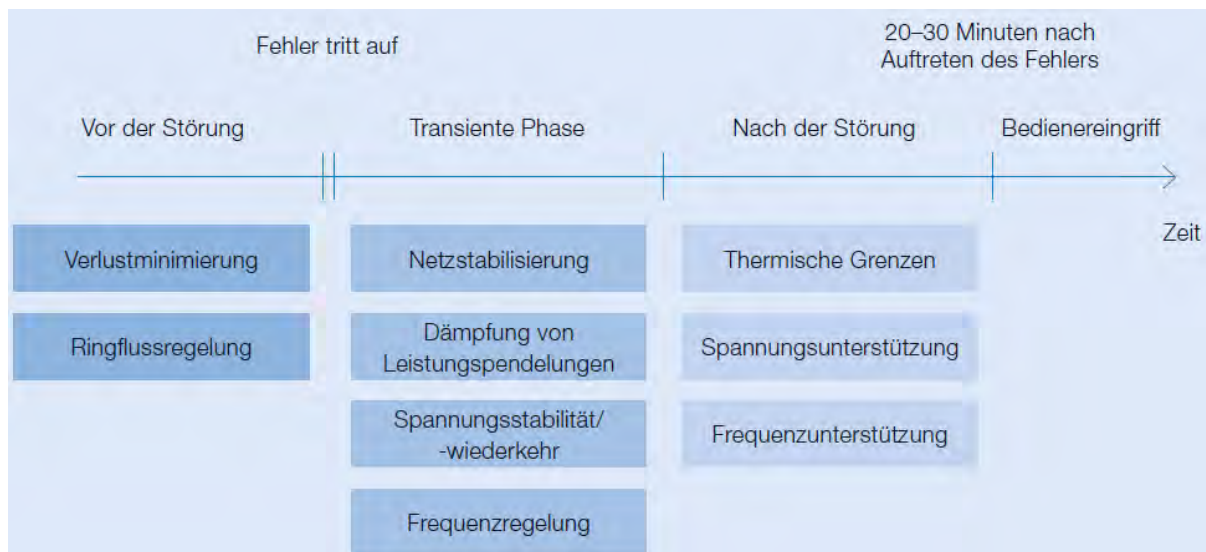 Fehler tritt auf
20–30 Minuten nach
Auftreten des Fehlers
Vor der Störung
Transiente Phase
Nach der Störung
Bedienereingriff
Zeit
Verlustminimierung
Netzstabilisierung
Thermische Grenzen
Ringflussregelung
Dämpfung von
Leistungspendelungen
Spannungsunterstützung
Spannungsstabilität/
-wiederkehr
Frequenzunterstützung
Frequenzregelung